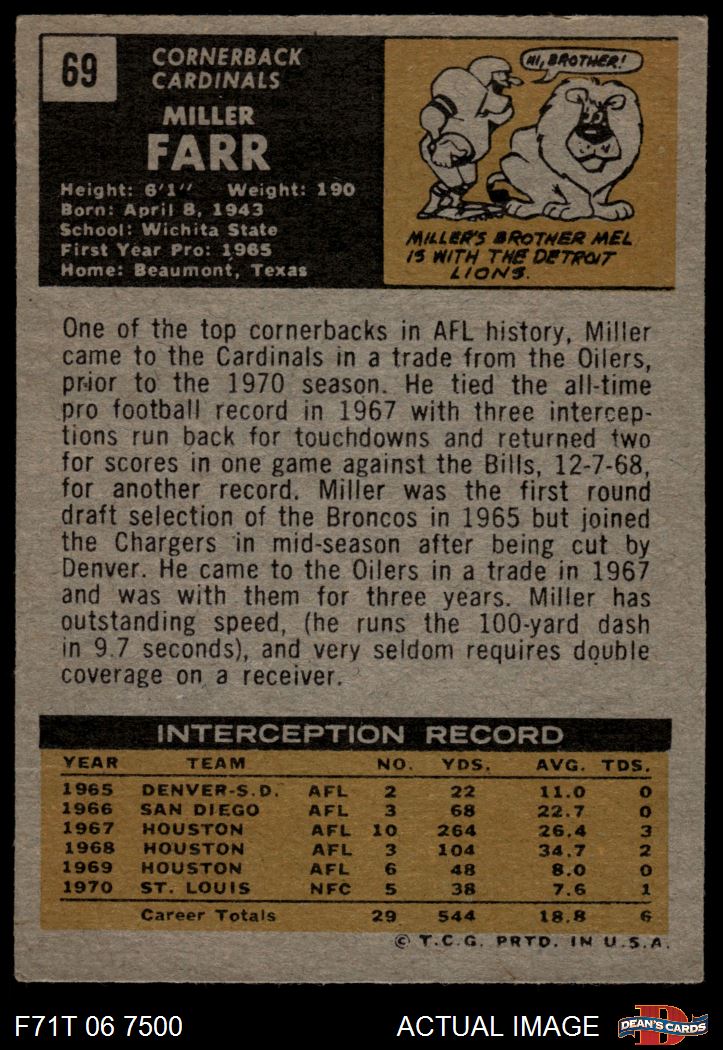 69
CORNERBACK
CARDINALS
MILLER
FARR
Height: 6'1" Weight: 190
Born: April 8, 1943
School: Wichita State
First Year Pro: 1965
Home: Beaumont, Texas
HI, BROTHER!
MILLER'S BROTHER MEL
IS WITH THE DETROIT
LIONS.
One of the top cornerbacks in AFL history, Miller
came to the Cardinals in a trade from the Oilers,
prior to the 1970 season. He tied the all-time
pro football record in 1967 with three intercep-
tions run back for touchdowns and returned two
for scores in one game against the Bills, 12-7-68,
for another record. Miller was the first round
draft selection of the Broncos in 1965 but joined
the Chargers in mid-season after being cut by
Denver. He came to the Oilers in a trade in 1967
and was with them for three years. Miller has
outstanding speed, (he runs the 100-yard dash
in 9.7 seconds), and very seldom requires double
coverage on a receiver.
INTERCEPTION RECORD
YEAR TEAM NO. YDS. AVG. TDS.
1965 DENVER-S.D. AFL 2 22 11.0 0
1966 SAN DIEGO AFL 3 68 22.7 0
1967 HOUSTON AFL 10 264 26.4 3
1968 HOUSTON AFL 3 104 34.7 2
1969 HOUSTON AFL 6 48 8.0 0
1970 ST. LOUIS NFC 5 38 7.6 1
Career Totals 29 544 18.8 6
© T.C.G. PRTD. IN U.S.A.
F71T 06 7500 ACTUAL IMAGE
D
DEAN'S CARDS